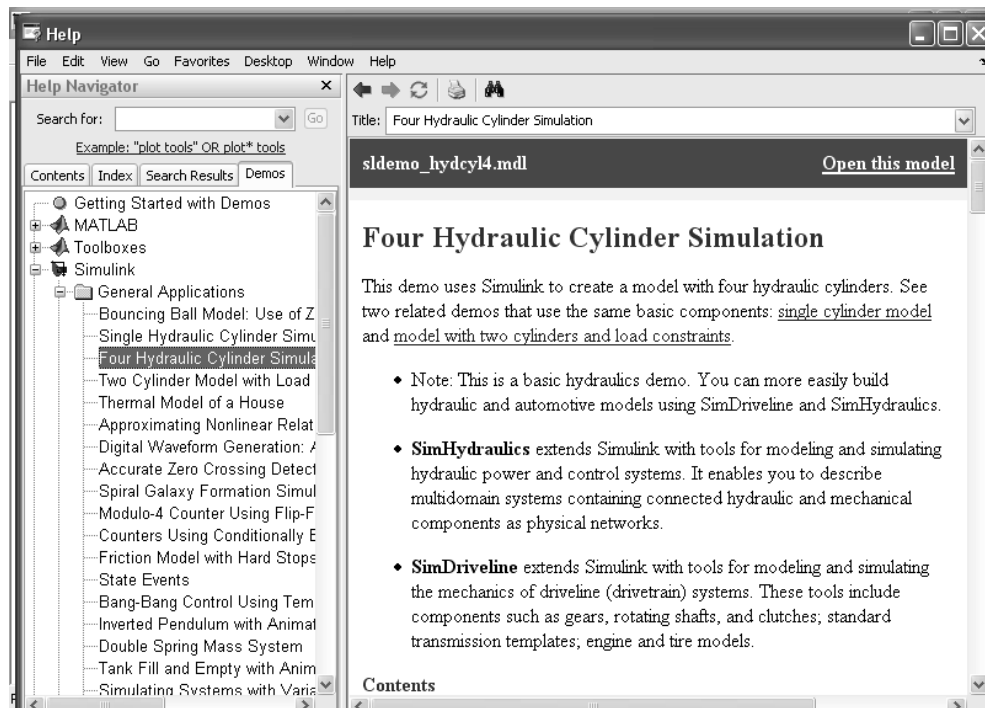 Help
File Edit View Go Favorites Desktop Window Help
Help Navigator
Search for:
Go
Example: "plot tools" OR plot* tools
Contents Index Search Results Demos
Getting Started with Demos
MATLAB
Toolboxes
Simulink
General Applications
Bouncing Ball Model: Use of Z
Single Hydraulic Cylinder Simu
Four Hydraulic Cylinder Simula
Two Cylinder Model with Load
Thermal Model of a House
Approximating Nonlinear Relat
Digital Waveform Generation: A
Accurate Zero Crossing Detect
Spiral Galaxy Formation Simul
Modulo-4 Counter Using Flip-F
Counters Using Conditionally E
Friction Model with Hard Stops
State Events
Bang-Bang Control Using Tem
Inverted Pendulum with Animat
Double Spring Mass System
Tank Fill and Empty with Anim
Simulating Systems with Varia
Title: Four Hydraulic Cylinder Simulation
sldemo_hydcyl4.mdl Open this model
Four Hydraulic Cylinder Simulation
This demo uses Simulink to create a model with four hydraulic cylinders. See
two related demos that use the same basic components: single cylinder model
and model with two cylinders and load constraints.
• Note: This is a basic hydraulics demo. You can more easily build
hydraulic and automotive models using SimDriveline and SimHydraulics.
• SimHydraulics extends Simulink with tools for modeling and simulating
hydraulic power and control systems. It enables you to describe
multidomain systems containing connected hydraulic and mechanical
components as physical networks.
• SimDriveline extends Simulink with tools for modeling and simulating
the mechanics of driveline (drivetrain) systems. These tools include
components such as gears, rotating shafts, and clutches; standard
transmission templates; engine and tire models.
Contents